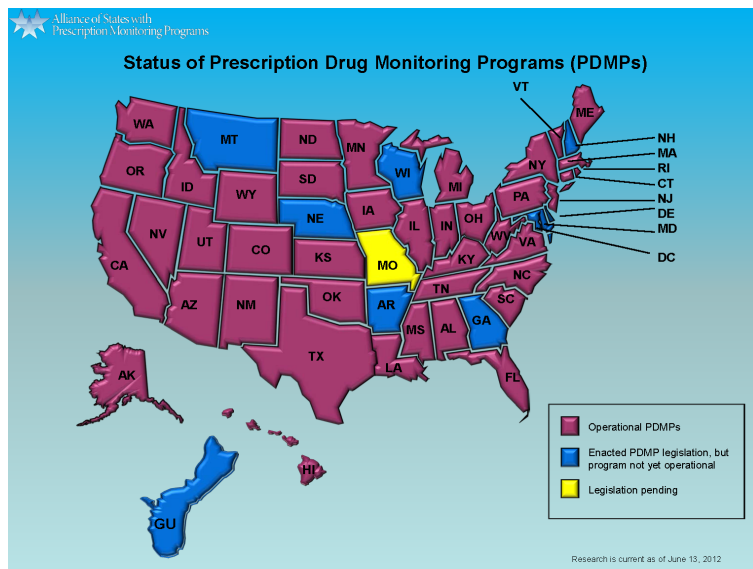 Alliance of States with
Prescription Monitoring Programs
Status of Prescription Drug Monitoring Programs (PDMPs)
VT
ME
WA
MT
ND
MN
NH
MA
OR
ID
SD
WI
NY
RI
WY
MI
CT
PA
NJ
IA
NE
DE
OH
IL
IN
MD
NV
UT
CO
WV
VA
KS
MO
KY
DC
CA
NC
TN
AZ
NM
OK
AR
SC
MS
AL
GA
TX
LA
AK
FL
Operational PDMPs
Enacted PDMP legislation, but
program not yet operational
HI
Legislation pending
GU
Research is current as of June 13, 2012